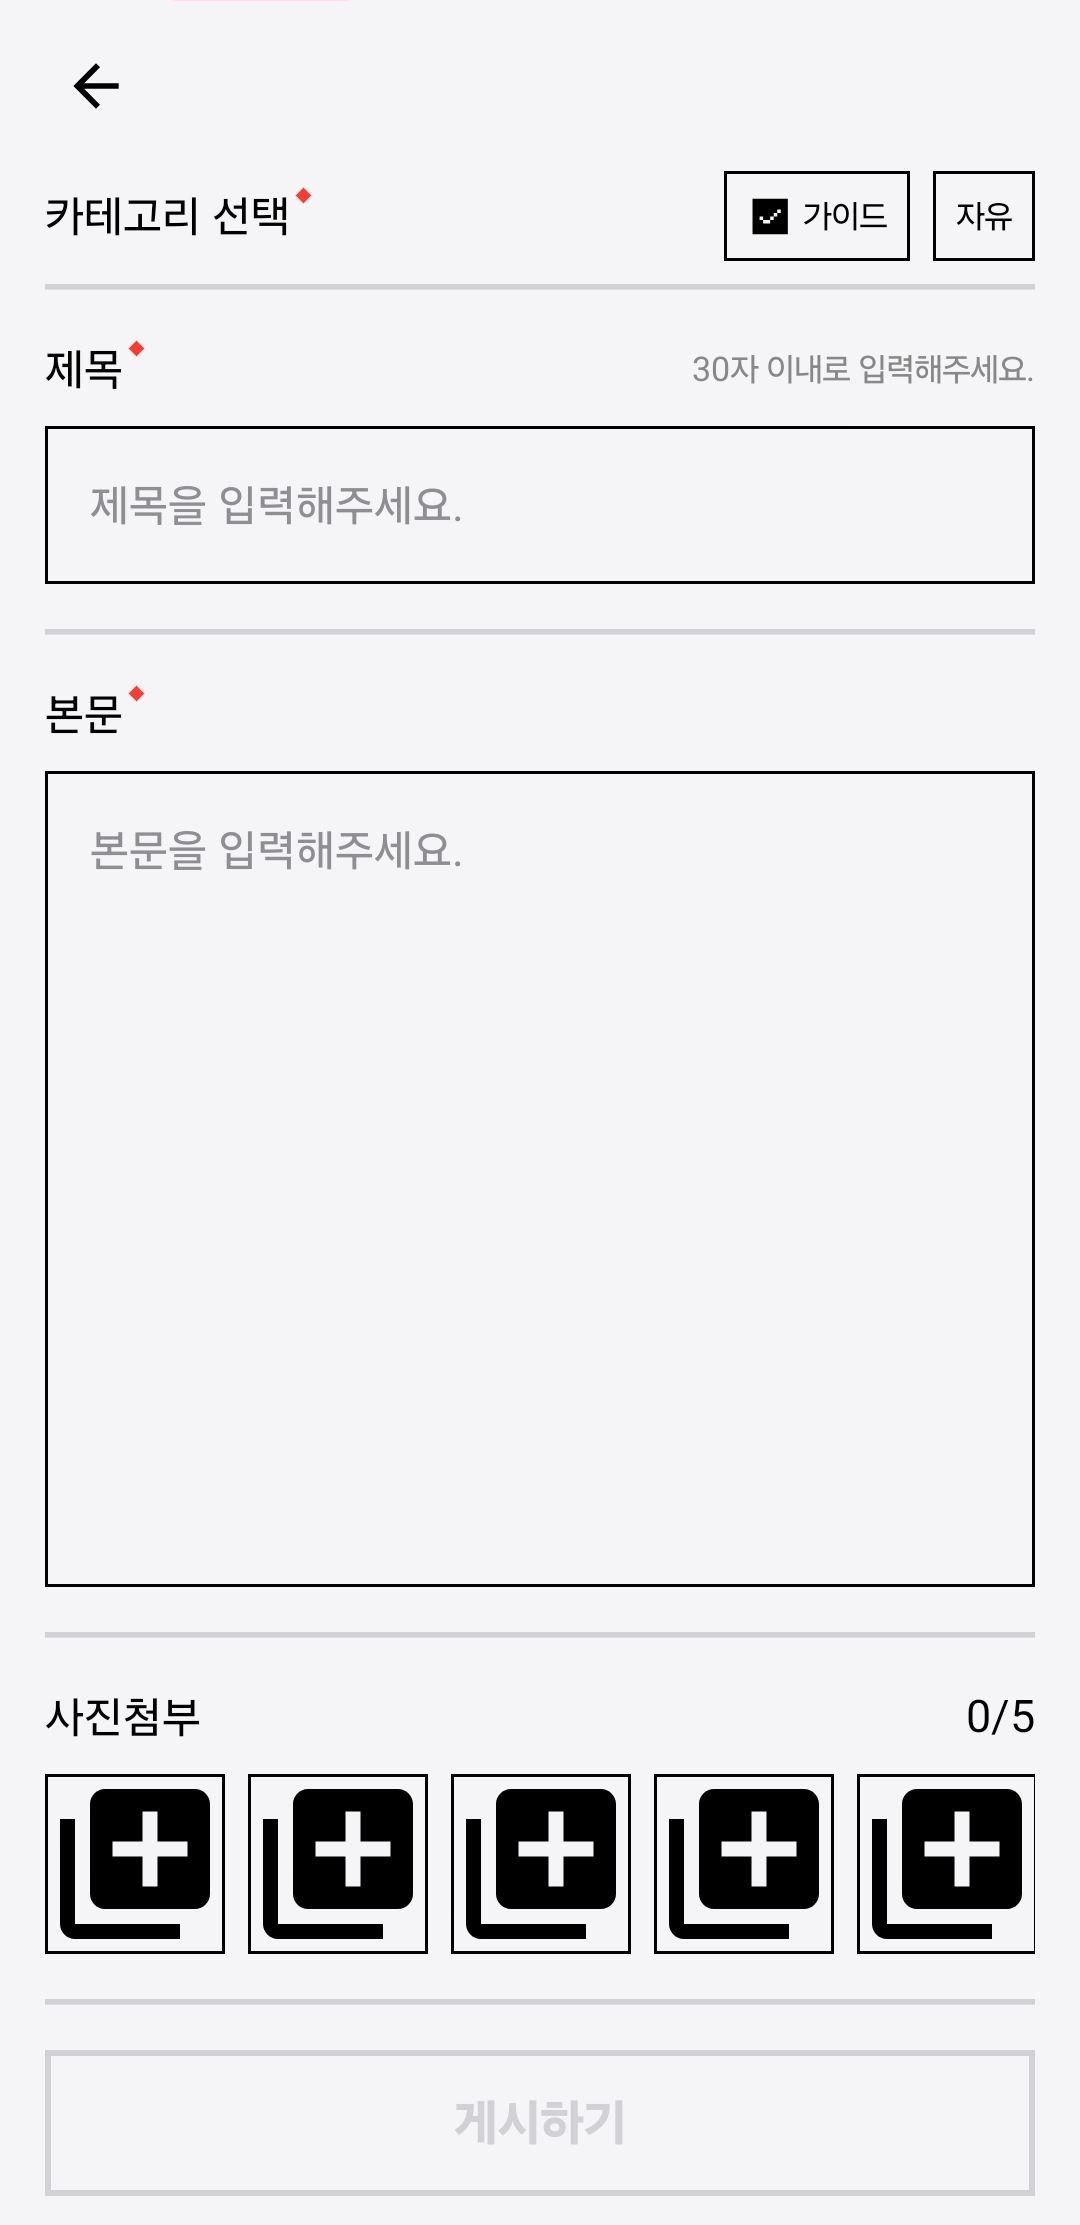 카테고리 선택
가이드
자유
제목
30자 이내로 입력해주세요.
제목을 입력해주세요.
본문
본문을 입력해주세요.
사진첨부
0/5
게시하기